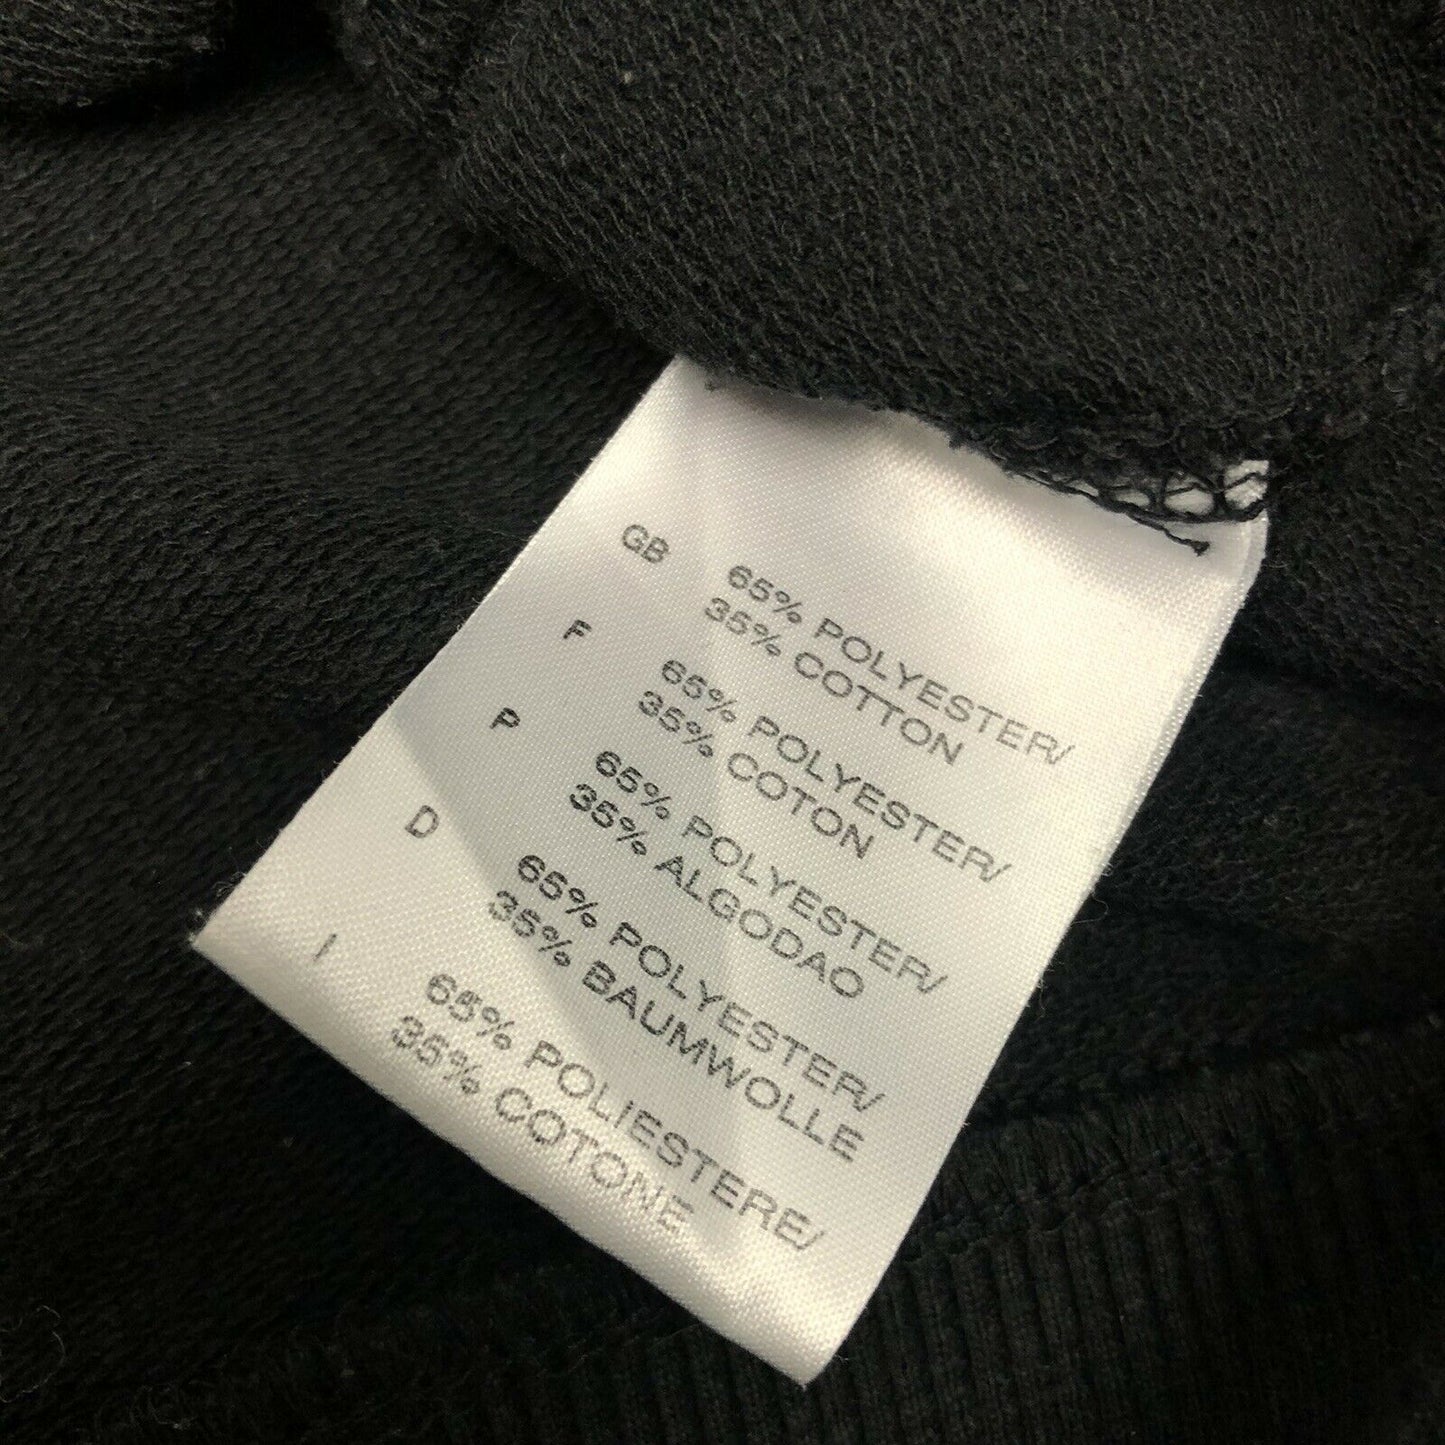 GB 65% POLYESTER/
35% COTTON
F 65% POLYESTER/
35% COTON
P 65% POLYESTER/
35% ALGODAO
D 65% POLYESTER/
35% BAUMWOLLE
I 65% POLIESTERE/
35% COTONE